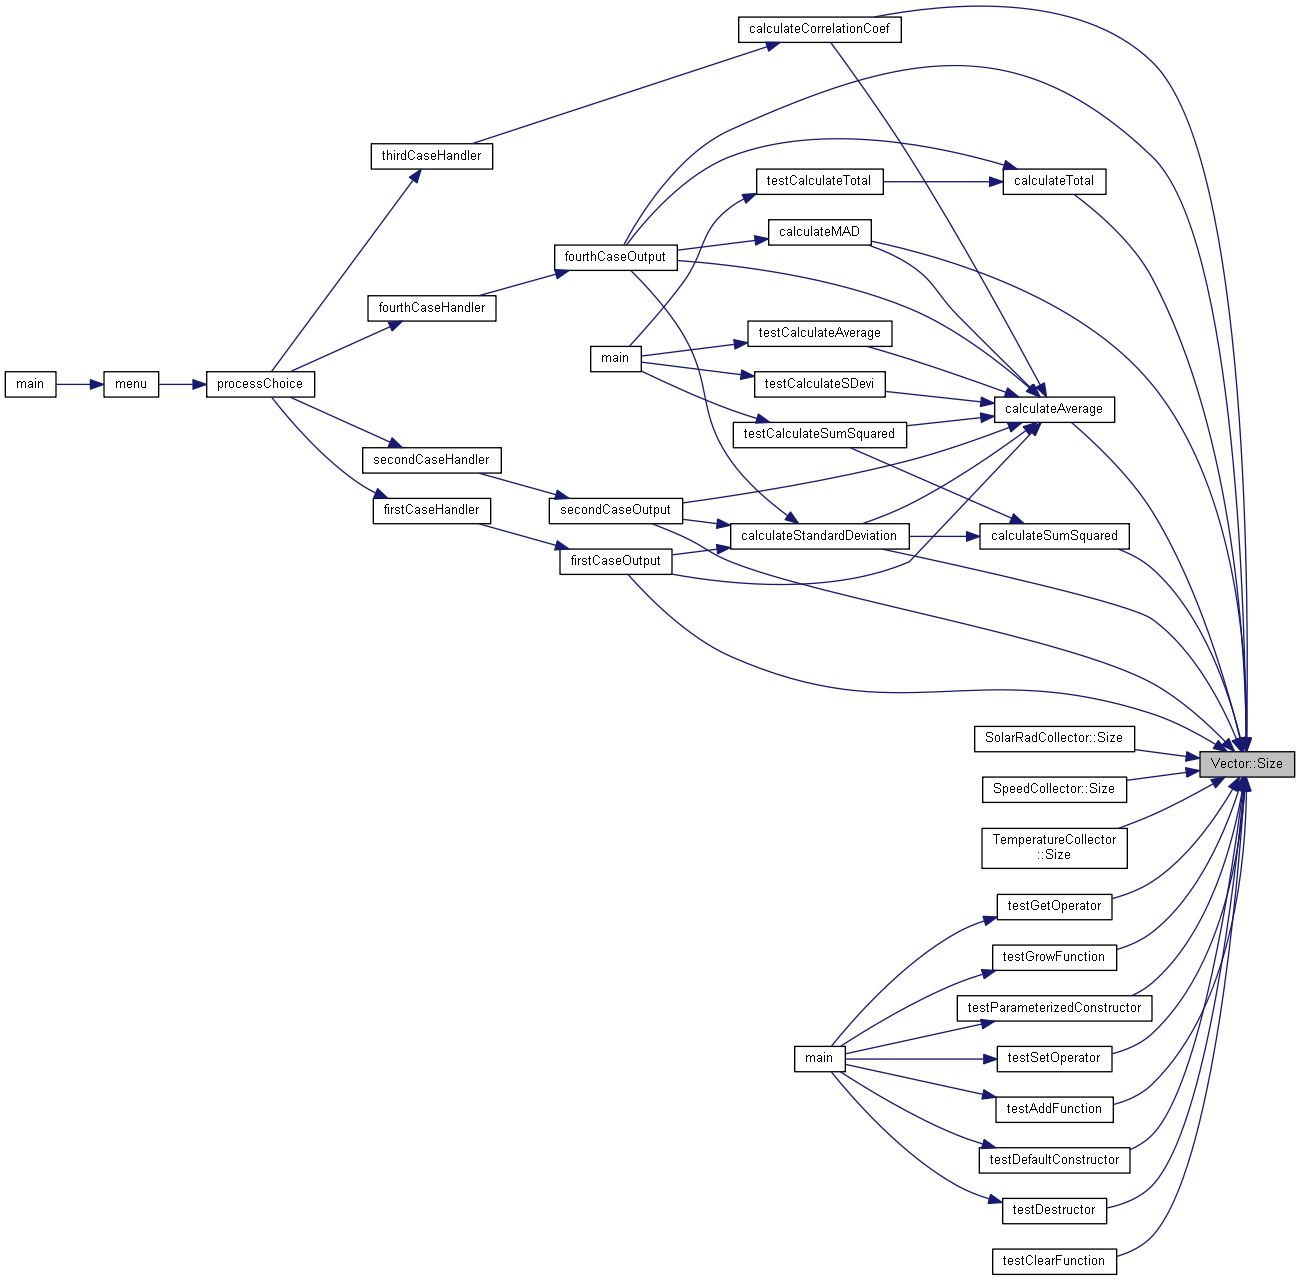 calculateCorrelationCoef
thirdCaseHandler
testCalculateTotal
calculateTotal
calculateMAD
fourthCaseOutput
fourthCaseHandler
testCalculateAverage
main
main
menu
processChoice
testCalculateSDevi
calculateAverage
testCalculateSumSquared
secondCaseHandler
firstCaseHandler
secondCaseOutput
calculateStandardDeviation
calculateSumSquared
firstCaseOutput
SolarRadCollector::Size
Vector::Size
SpeedCollector::Size
TemperatureCollector
::Size
testGetOperator
testGrowFunction
testParameterizedConstructor
main
testSetOperator
testAddFunction
testDefaultConstructor
testDestructor
testClearFunction